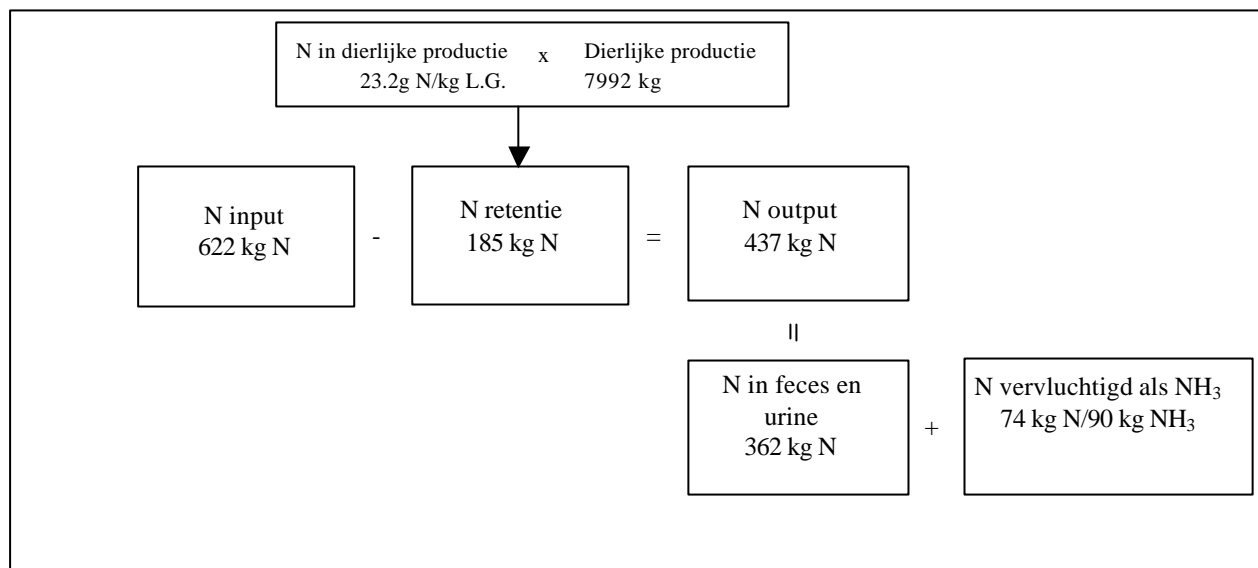 N in dierlijke productie x Dierlijke productie
23.2g N/kg L.G. 7992 kg
N input
622 kg N
-
N retentie
185 kg N
=
N output
437 kg N
=
N in feces en
urine
362 kg N
+
N vervluchtigd als NH₃
74 kg N/90 kg NH₃